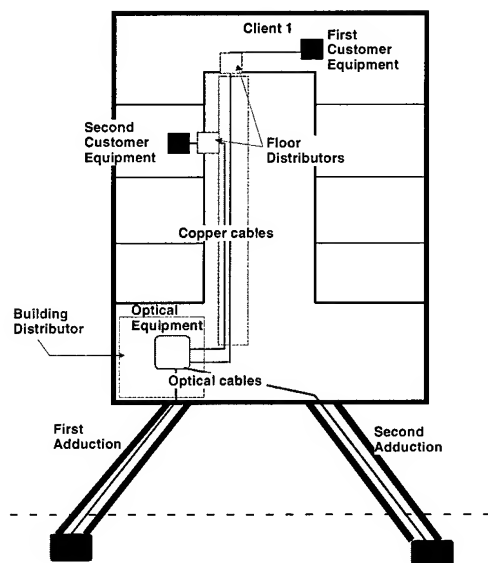 Client 1
First
Customer
Equipment
Second
Customer
Equipment
Floor
Distributors
Copper cables
Building
Distributor
Optical
Equipment
Optical cables
First
Adduction
Second
Adduction